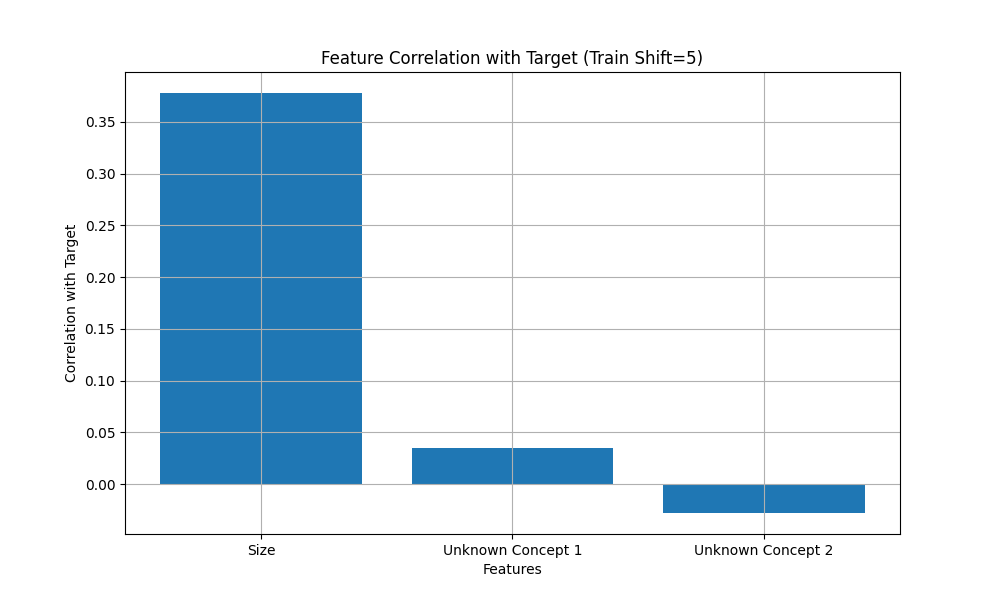 Feature Correlation with Target (Train Shift=5)
Correlation with Target
0.35
0.30
0.25
0.20
0.15
0.10
0.05
0.00
Size
Unknown Concept 1
Unknown Concept 2
Features